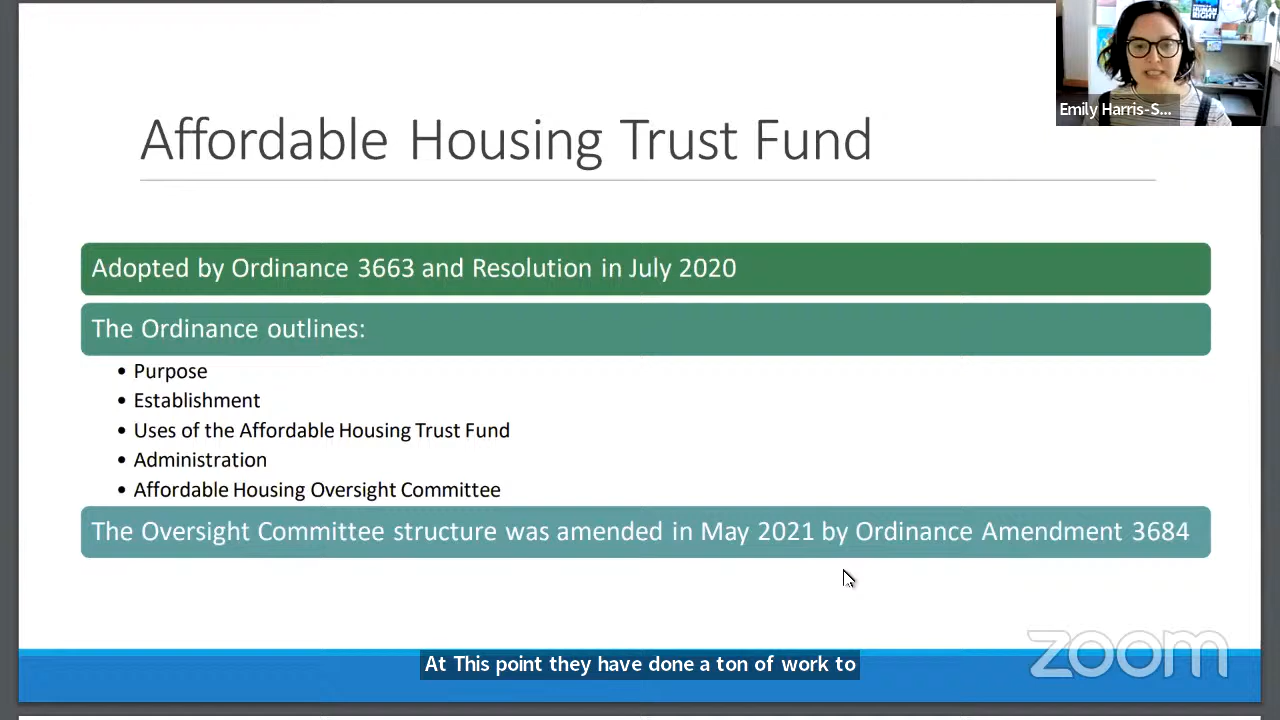 HUMAN
RIGHT
Emily Harris-S...
Affordable Housing Trust Fund
Adopted by Ordinance 3663 and Resolution in July 2020
The Ordinance outlines:
• Purpose
• Establishment
• Uses of the Affordable Housing Trust Fund
• Administration
• Affordable Housing Oversight Committee
The Oversight Committee structure was amended in May 2021 by Ordinance Amendment 3684
zoom
At This point they have done a ton of work to